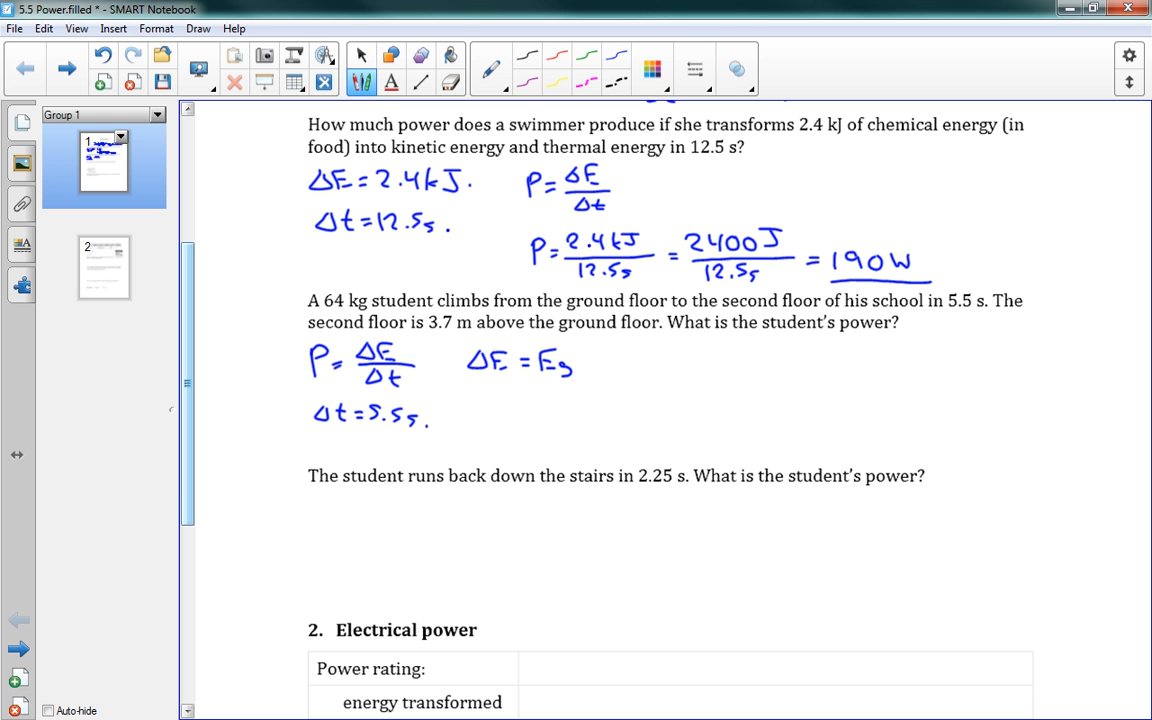 5.5 Power.filled * - SMART Notebook
File Edit View Insert Format Draw Help
Group 1
1
2
How much power does a swimmer produce if she transforms 2.4 kJ of chemical energy (in
food) into kinetic energy and thermal energy in 12.5 s?
ΔE = 2.4kJ. P = ΔE/Δt
Δt = 12.5s.
P = 2.4kJ/12.5s = 2400J/12.5s = 190W
A 64 kg student climbs from the ground floor to the second floor of his school in 5.5 s. The
second floor is 3.7 m above the ground floor. What is the student's power?
P = ΔE/Δt ΔE = Eg
Δt = 5.5s.
The student runs back down the stairs in 2.25 s. What is the student's power?
2. Electrical power
Power rating:
energy transformed
Auto-hide